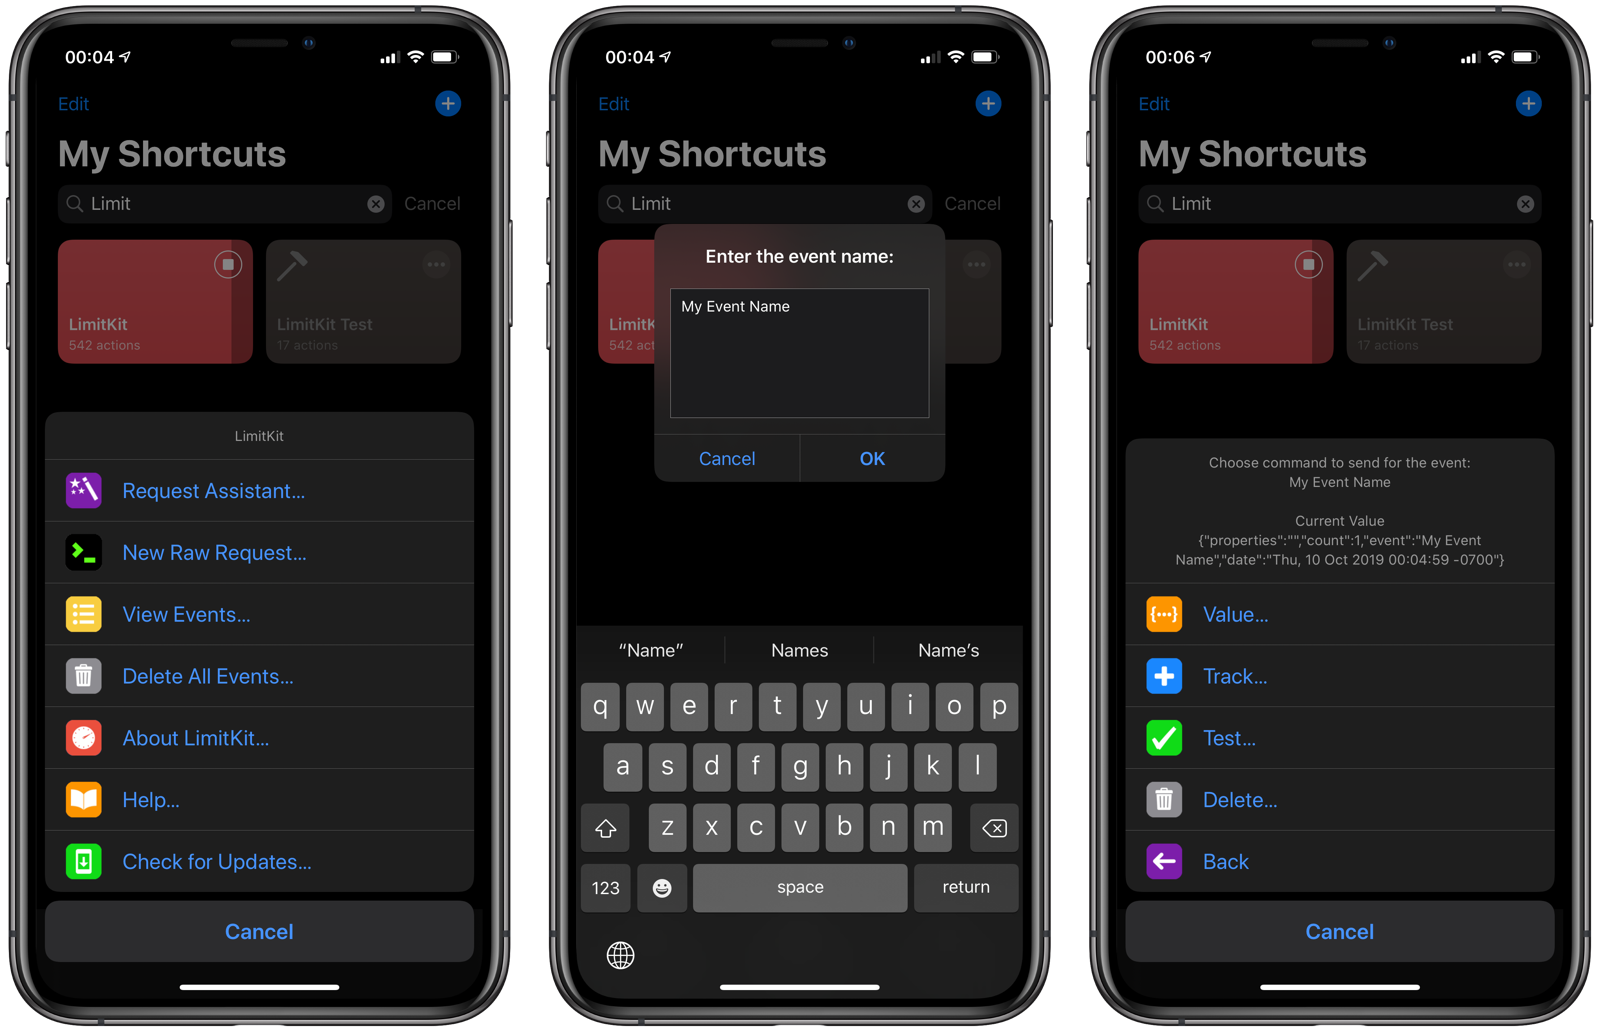 00:04
Edit
My Shortcuts
Limit
Cancel
LimitKit
542 actions
LimitKit Test
17 actions
LimitKit
Request Assistant...
New Raw Request...
View Events...
Delete All Events...
About LimitKit...
Help...
Check for Updates...
Cancel
00:04
Edit
My Shortcuts
Limit
Cancel
LimitK
542 act
Enter the event name:
My Event Name
Cancel
OK
“Name”
Names
Name’s
q w e r t y u i o p
a s d f g h j k l
z x c v b n m
123
space
return
00:06
Edit
My Shortcuts
Limit
LimitKit
542 actions
LimitKit Test
17 actions
Choose command to send for the event:
My Event Name
Current Value
{"properties":"","count":1,"event":"My Event
Name","date":"Thu, 10 Oct 2019 00:04:59 -0700"}
Value...
Track...
Test...
Delete...
Back
Cancel